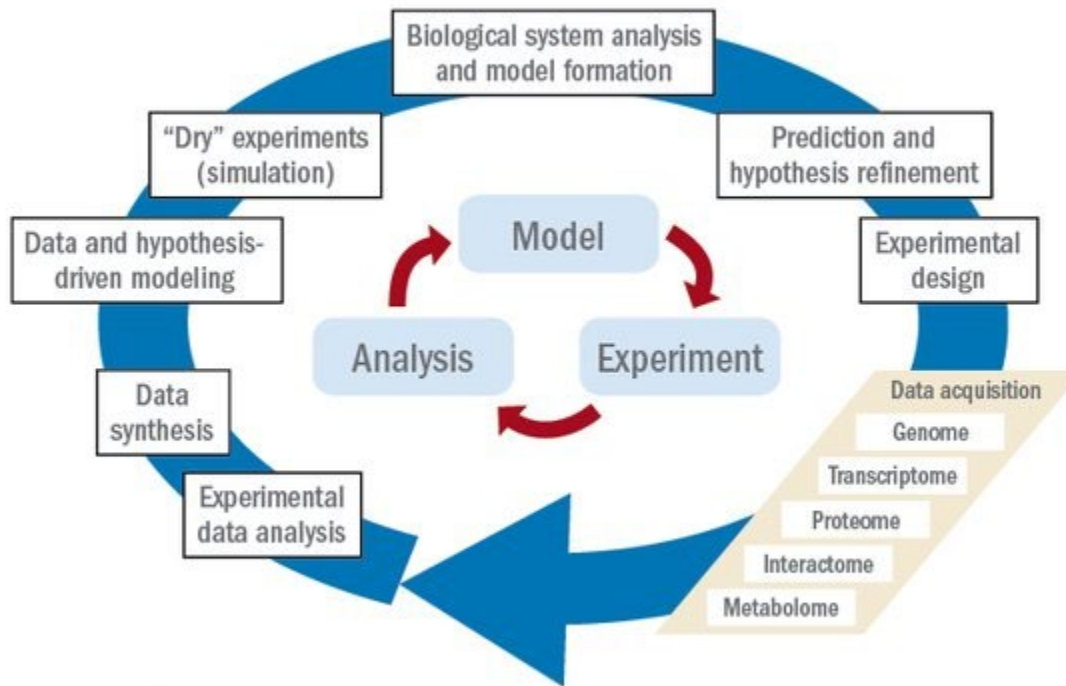 Biological system analysis
and model formation
Prediction and
hypothesis refinement
Experimental
design
Data acquisition
Genome
Transcriptome
Proteome
Interactome
Metabolome
Experimental
data analysis
Data
synthesis
Data and hypothesis-
driven modeling
“Dry” experiments
(simulation)
Model
Experiment
Analysis